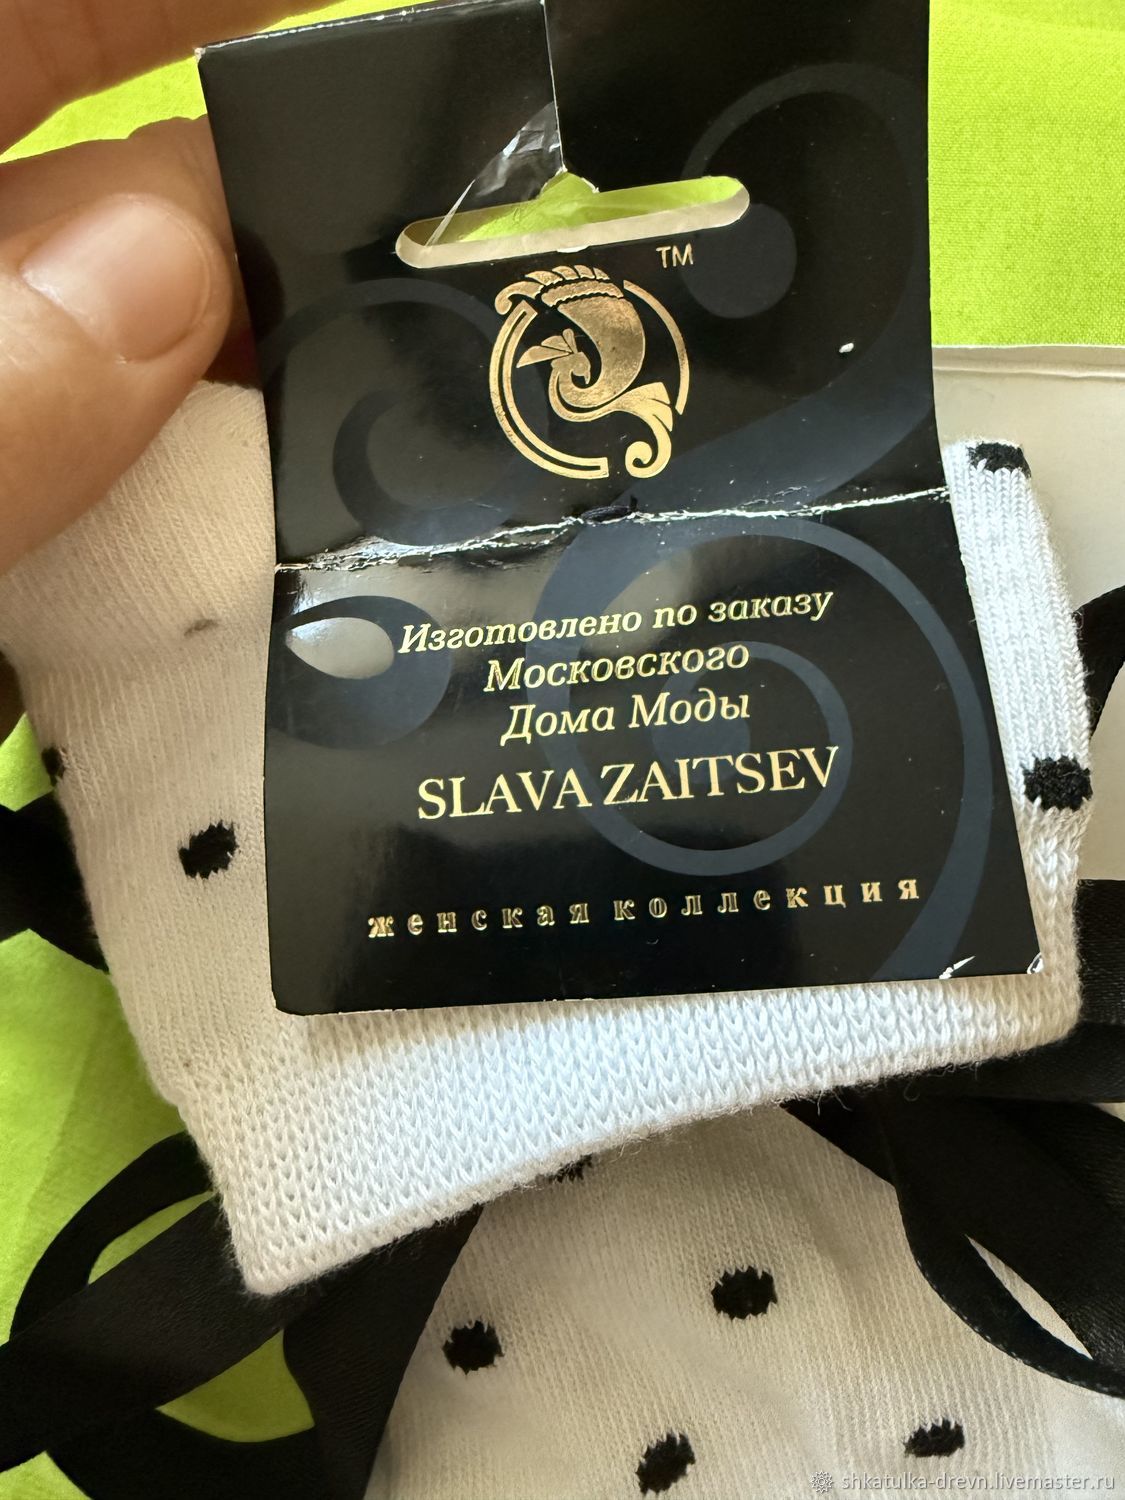 TM
Изготовлено по заказу
Московского
Дома Моды
SLAVA ZAITSEV
женская коллекция
shkatulka-drevn.livemaster.ru